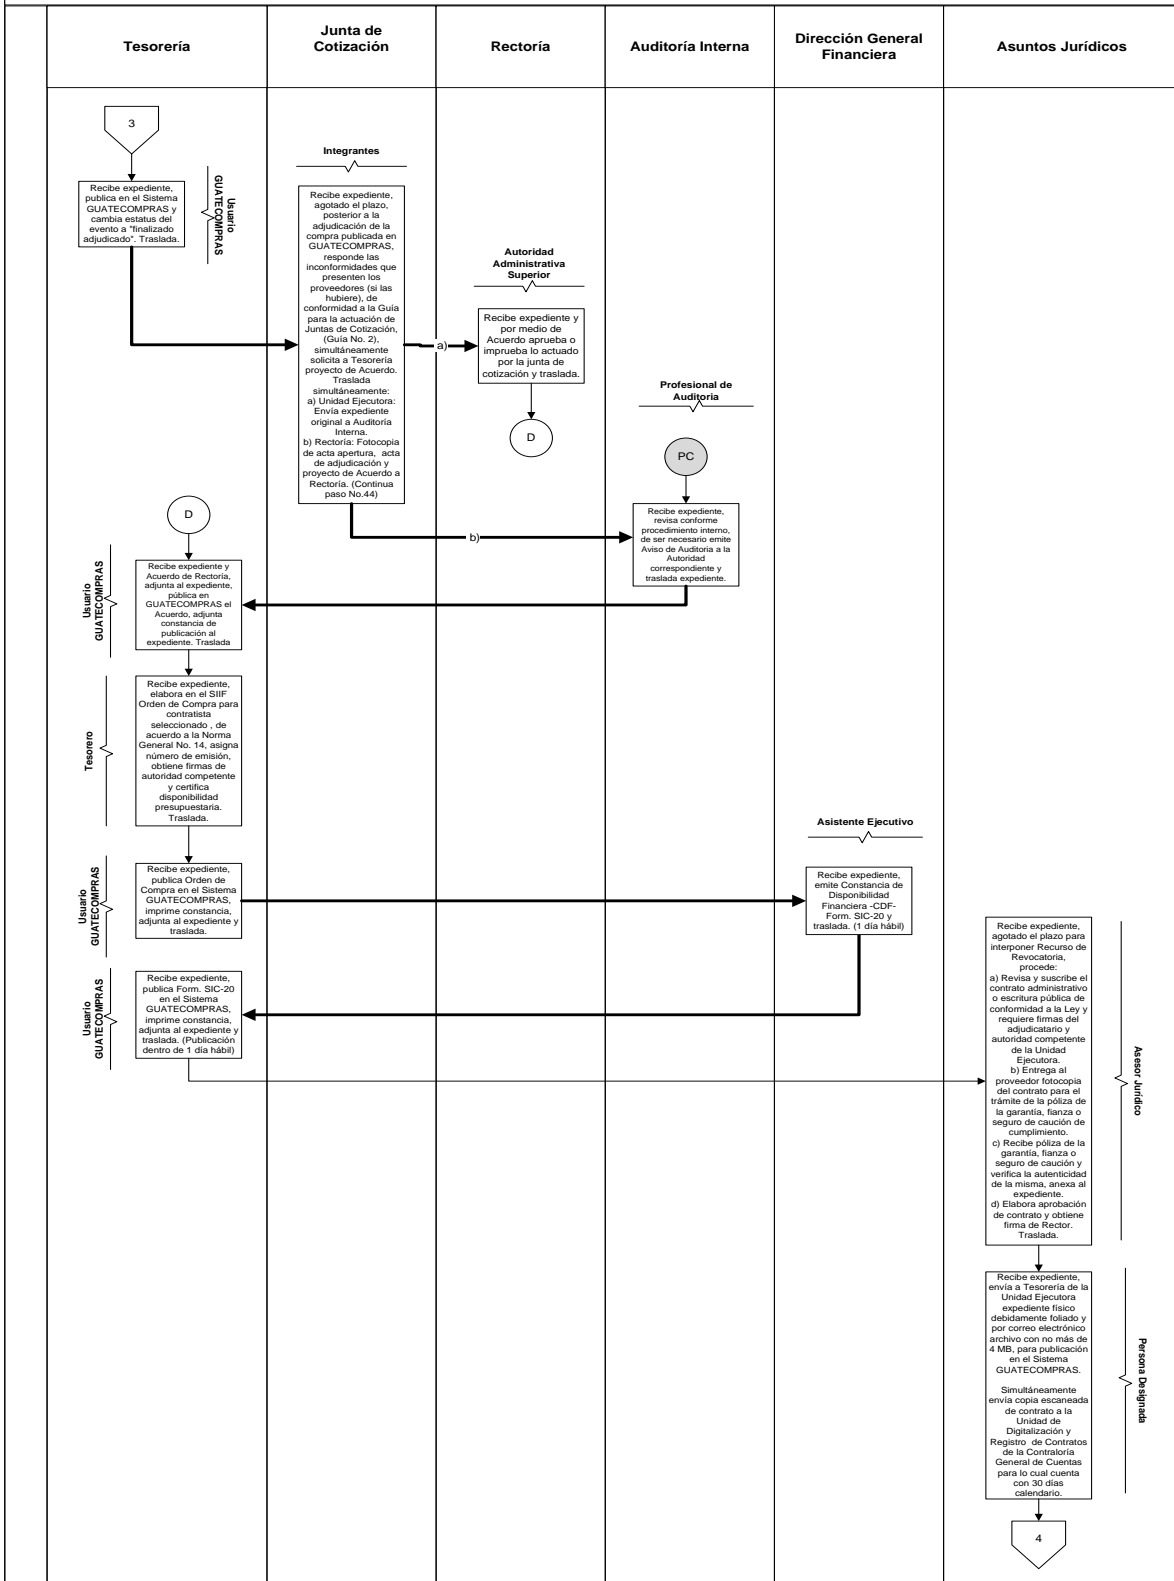 Tesorería
Junta de
Cotización
Rectoría
Auditoría Interna
Dirección General
Financiera
Asuntos Jurídicos
3
Recibe expediente,
publica en el Sistema
GUATECOMPRAS y
cambia estatus del
evento a "finalizado
adjudicado". Traslada.
Usuario
GUATECOMPRAS
Integrantes
Recibe expediente,
agotado el plazo,
posterior a la
adjudicación de la
compra publicada en
GUATECOMPRAS,
responde las
inconformidades que
presenten los
proveedores (si las
hubiere), de
conformidad a la Guía
para la actuación de
Juntas de Cotización,
(Guía No. 2),
simultáneamente
solicita a Tesorería
proyecto de Acuerdo.
Traslada
simultáneamente:
a) Unidad Ejecutora:
Envía expediente
original a Auditoría
Interna.
b) Rectoría: Fotocopia
de acta apertura,  acta
de adjudicación y
proyecto de Acuerdo a
Rectoría. (Continua
paso No.44)
a)
Autoridad
Administrativa
Superior
Recibe expediente y
por medio de
Acuerdo aprueba o
imprueba lo actuado
por la junta de
cotización y traslada.
D
Profesional de
Auditoria
PC
b)
Recibe expediente,
revisa conforme
procedimiento interno,
de ser necesario emite
Aviso de Auditoria a la
Autoridad
correspondiente y
traslada expediente.
D
Recibe expediente y
Acuerdo de Rectoría,
adjunta al expediente,
pública en
GUATECOMPRAS el
Acuerdo, adjunta
constancia de
publicación al
expediente. Traslada
Usuario
GUATECOMPRAS
Recibe expediente,
elabora en el SIIF
Orden de Compra para
contratista
seleccionado , de
acuerdo a la Norma
General No. 14, asigna
número de emisión,
obtiene firmas de
autoridad competente
y certifica
disponibilidad
presupuestaria.
Traslada.
Tesorero
Recibe expediente,
publica Orden de
Compra en el Sistema
GUATECOMPRAS,
imprime constancia,
adjunta al expediente y
traslada.
Usuario
GUATECOMPRAS
Asistente Ejecutivo
Recibe expediente,
emite Constancia de
Disponibilidad
Financiera -CDF-
Form. SIC-20 y
traslada. (1 día hábil)
Recibe expediente,
publica Form. SIC-20
en el Sistema
GUATECOMPRAS,
imprime constancia,
adjunta al expediente y
traslada. (Publicación
dentro de 1 día hábil)
Usuario
GUATECOMPRAS
Recibe expediente,
agotado el plazo para
interponer Recurso de
Revocatoria,
procede:
a) Revisa y suscribe el
contrato administrativo
o escritura pública de
conformidad a la Ley y
requiere firmas del
adjudicatario y
autoridad competente
de la Unidad
Ejecutora.
b) Entrega al
proveedor fotocopia
del contrato para el
trámite de la póliza de
la garantía, fianza o
seguro de caución de
cumplimiento.
c) Recibe póliza de la
garantía, fianza o
seguro de caución y
verifica la autenticidad
de la misma, anexa al
expediente.
d) Elabora aprobación
de contrato y obtiene
firma de Rector.
Traslada.
Asesor Jurídico
Recibe expediente,
envía a Tesorería de la
Unidad Ejecutora
expediente físico
debidamente foliado y
por correo electrónico
archivo con no más de
4 MB, para publicación
en el Sistema
GUATECOMPRAS.
Simultáneamente
envía copia escaneada
de contrato a la
Unidad de
Digitalización y
Registro  de Contratos
de la Contraloría
General de Cuentas
para lo cual cuenta
con 30 días
calendario.
Persona Designada
4